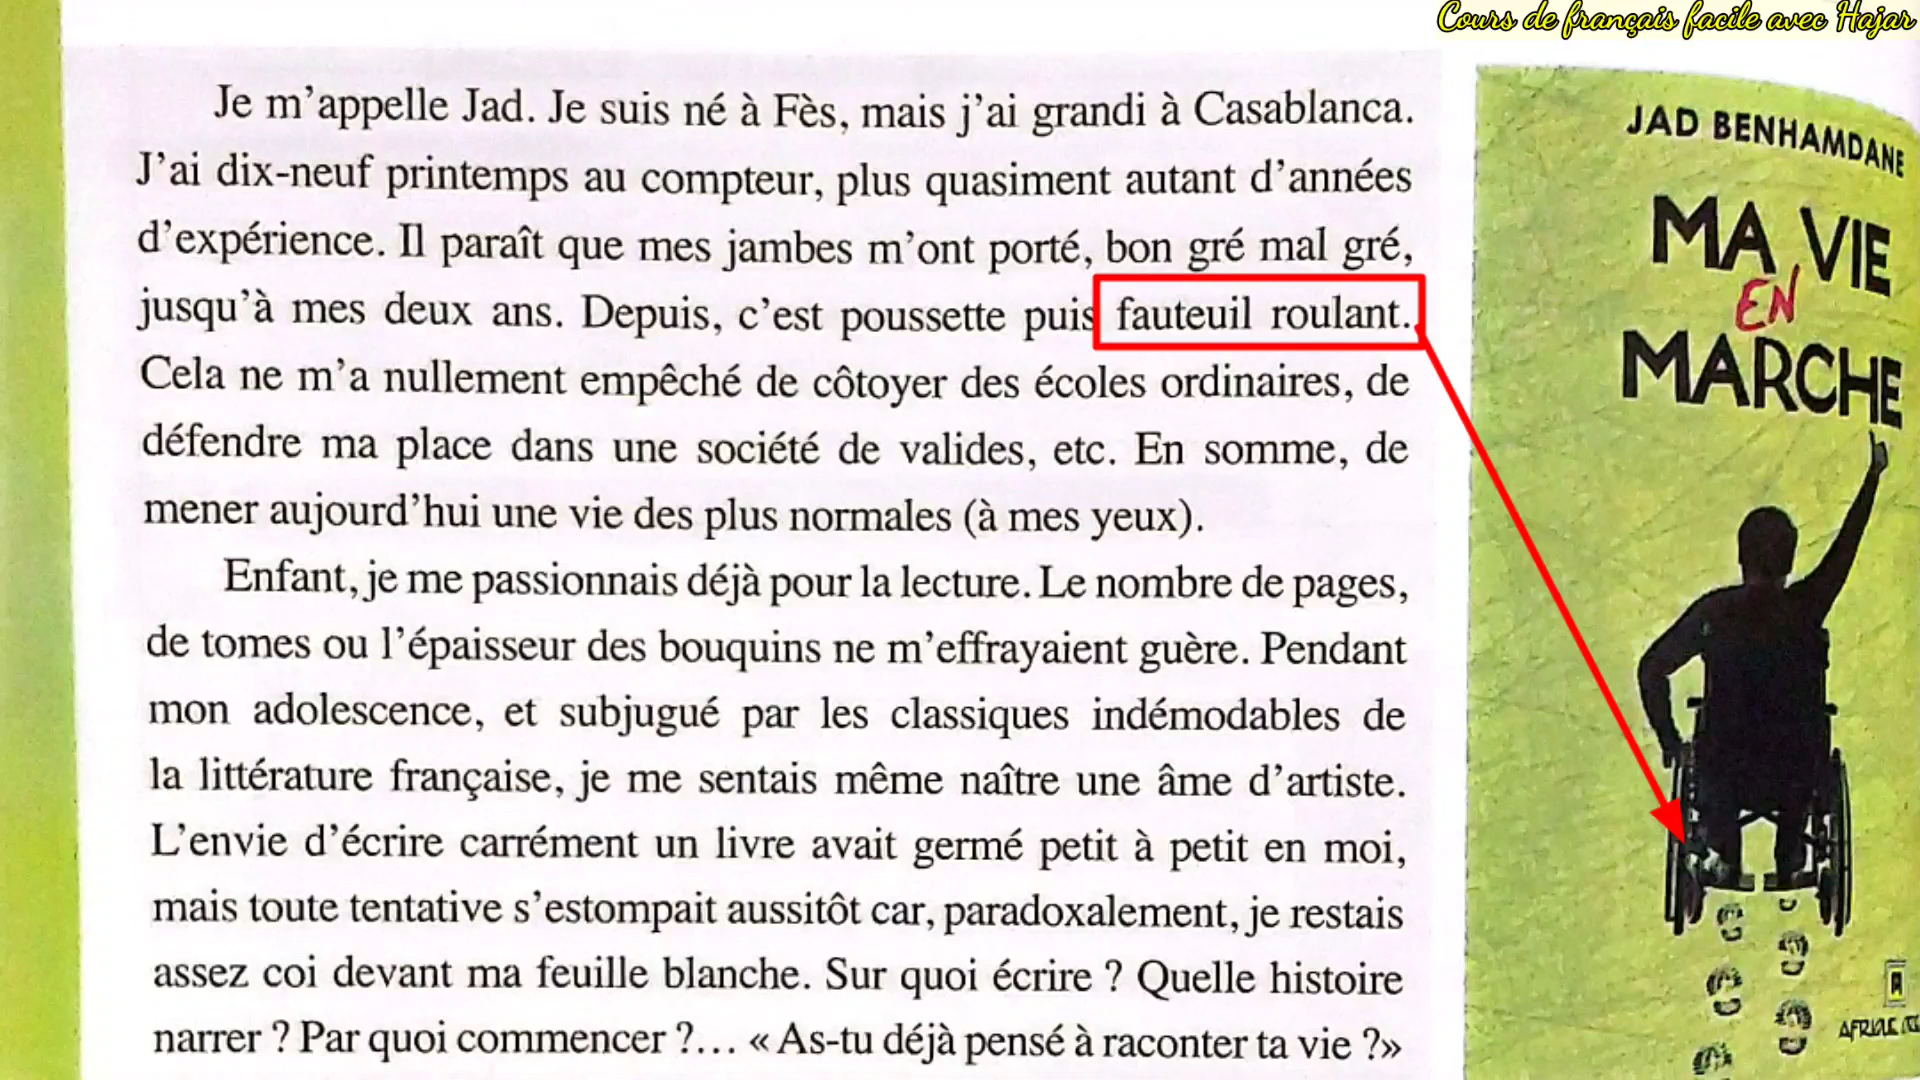 Cours de français facile avec Hajar
Je m'appelle Jad. Je suis né à Fès, mais j'ai grandi à Casablanca.
J'ai dix-neuf printemps au compteur, plus quasiment autant d'années
d'expérience. Il paraît que mes jambes m'ont porté, bon gré mal gré,
jusqu'à mes deux ans. Depuis, c'est poussette puis fauteuil roulant.
Cela ne m'a nullement empêché de côtoyer des écoles ordinaires, de
défendre ma place dans une société de valides, etc. En somme, de
mener aujourd'hui une vie des plus normales (à mes yeux).
Enfant, je me passionnais déjà pour la lecture. Le nombre de pages,
de tomes ou l'épaisseur des bouquins ne m'effrayaient guère. Pendant
mon adolescence, et subjugué par les classiques indémodables de
la littérature française, je me sentais même naître une âme d'artiste.
L'envie d'écrire carrément un livre avait germé petit à petit en moi,
mais toute tentative s'estompait aussitôt car, paradoxalement, je restais
assez coi devant ma feuille blanche. Sur quoi écrire ? Quelle histoire
narrer ? Par quoi commencer ?... « As-tu déjà pensé à raconter ta vie ?»
JAD BENHAMDANE
MA VIE
EN
MARCHE